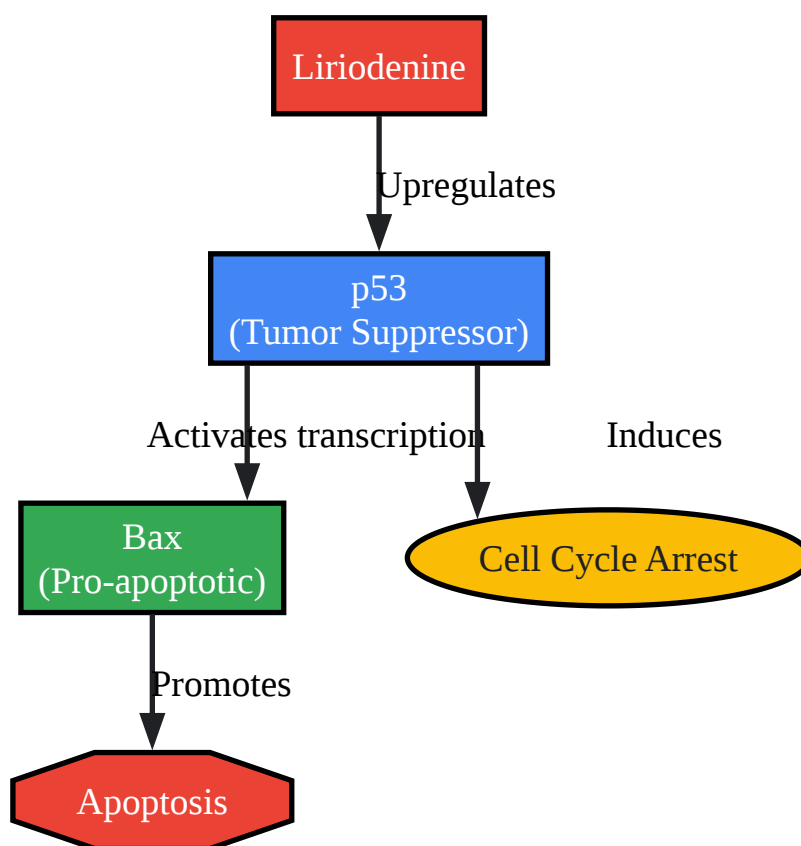 Liriodenine
Upregulates
p53
(Tumor Suppressor)
Activates transcription
Induces
Bax
(Pro-apoptotic)
Cell Cycle Arrest
Promotes
Apoptosis